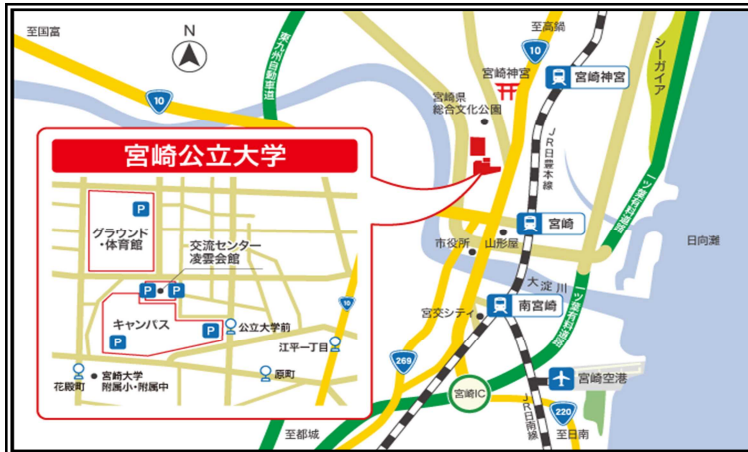 至国富
N
10
東九州自動車道
至高鍋
10
宮崎神宮
宮崎神宮
宮崎県
総合文化公園
シーガイア
JR日豊本線
一ツ葉有料道路
宮崎公立大学
P
グラウンド
・体育館
交流センター
凌雲会館
P
P
キャンパス
P
P
公立大学前
10
江平一丁目
花殿町
宮崎大学
附属小・附属中
原町
宮崎
市役所
山形屋
日向灘
大淀川
宮交シティ
南宮崎
一ツ葉有料道路
269
宮崎IC
宮崎空港
220
至都城
JR日南線
至日南